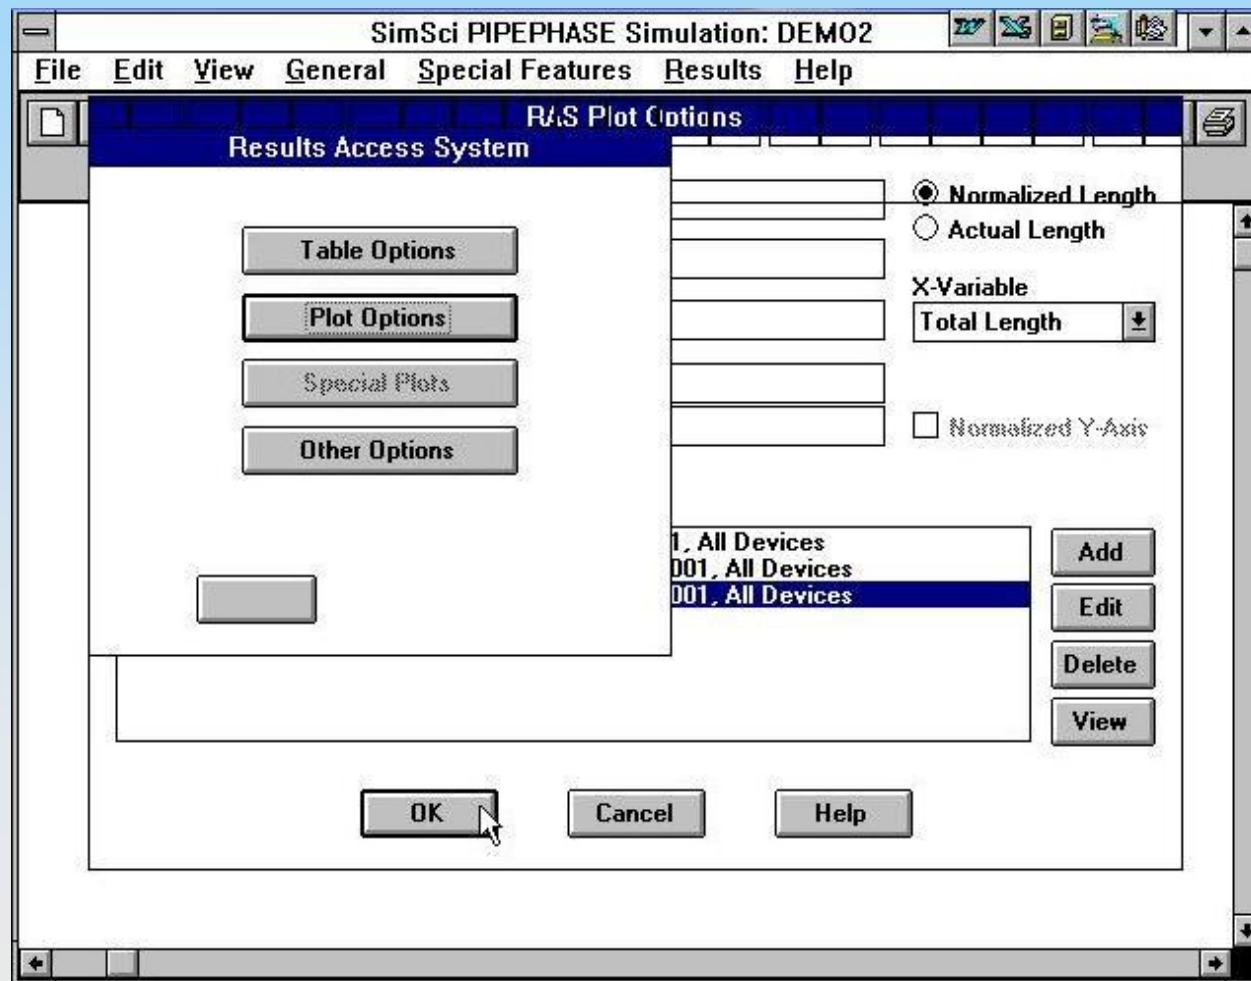 SimSci PIPEPHASE Simulation: DEMO2
File Edit View General Special Features Results Help
RAS Plot Options
Results Access System
Table Options
Plot Options
Special Plots
Other Options
Normalized Length
Actual Length
X-Variable
Total Length
Normalized Y-Axis
1, All Devices
001, All Devices
001, All Devices
Add
Edit
Delete
View
OK
Cancel
Help